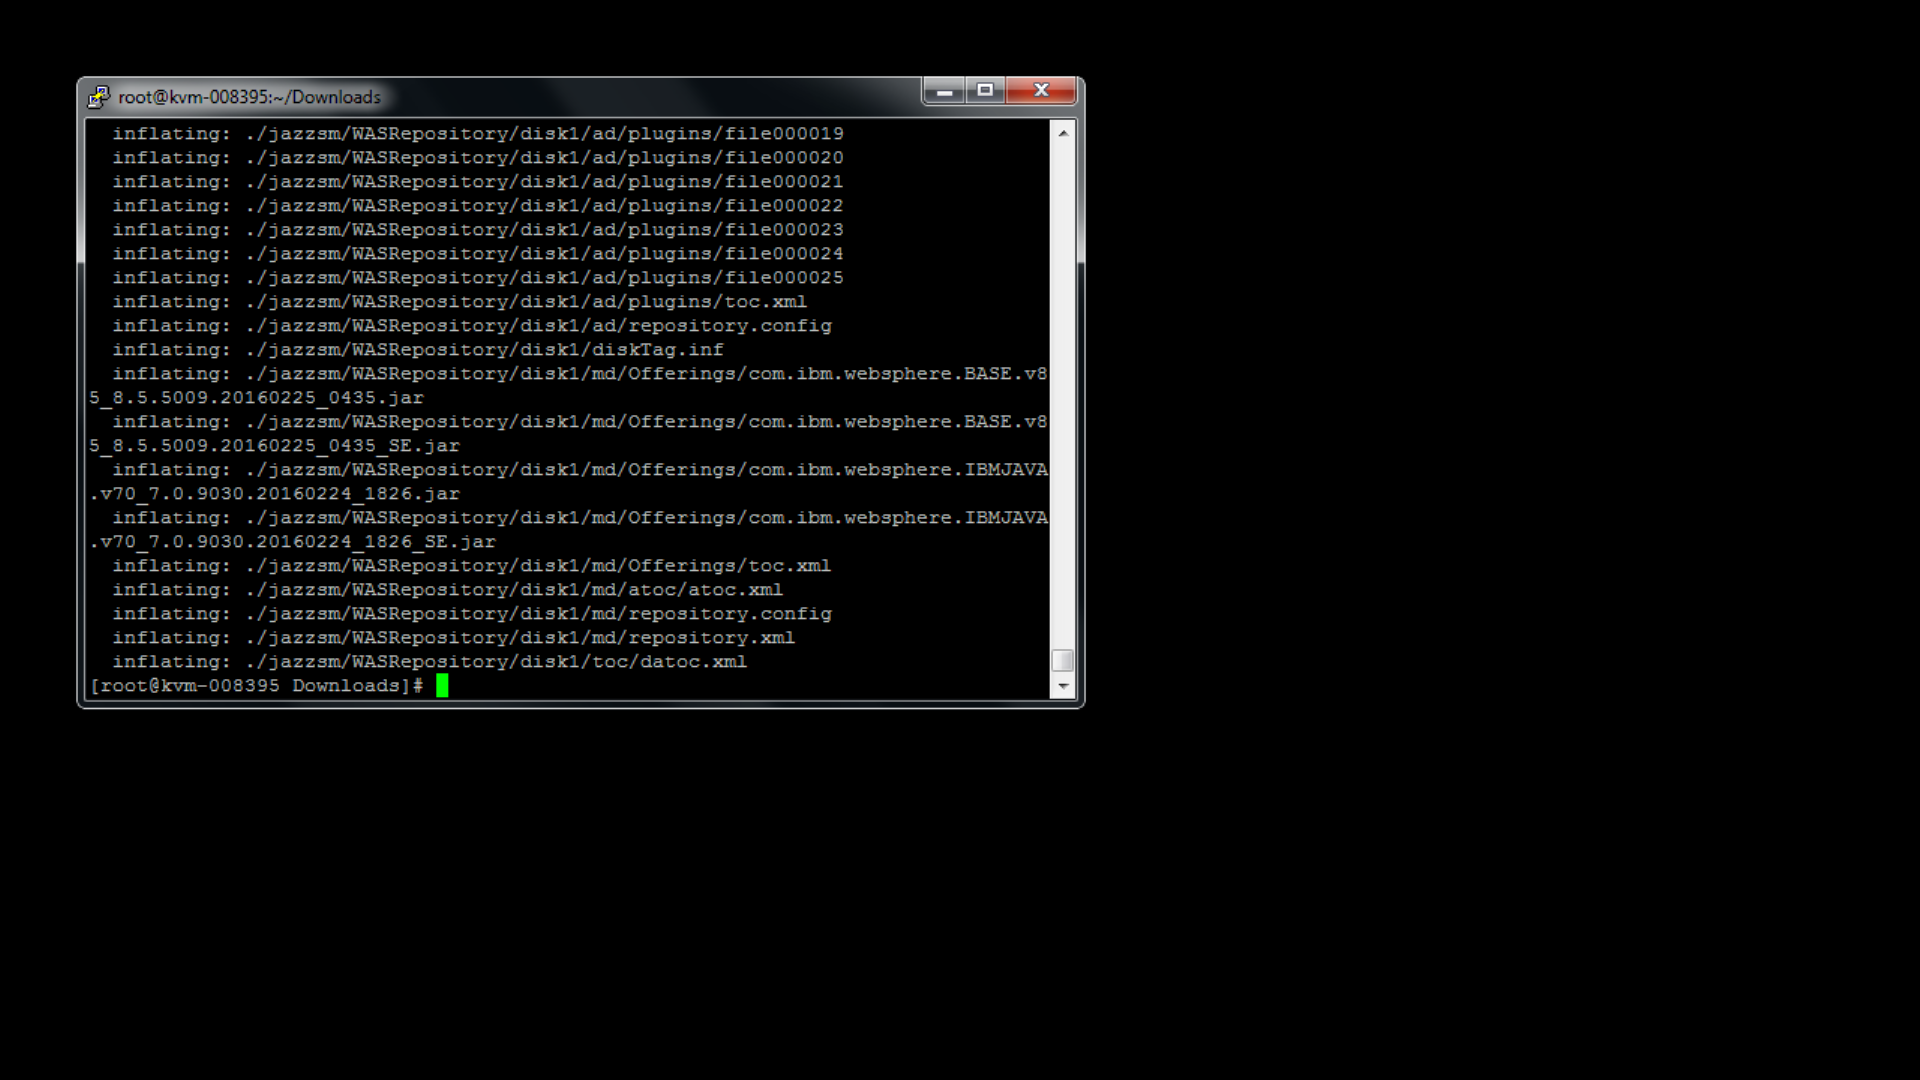 root@kvm-008395:~/Downloads
inflating: ./jazzsm/WASRepository/disk1/ad/plugins/file000019
inflating: ./jazzsm/WASRepository/disk1/ad/plugins/file000020
inflating: ./jazzsm/WASRepository/disk1/ad/plugins/file000021
inflating: ./jazzsm/WASRepository/disk1/ad/plugins/file000022
inflating: ./jazzsm/WASRepository/disk1/ad/plugins/file000023
inflating: ./jazzsm/WASRepository/disk1/ad/plugins/file000024
inflating: ./jazzsm/WASRepository/disk1/ad/plugins/file000025
inflating: ./jazzsm/WASRepository/disk1/ad/plugins/toc.xml
inflating: ./jazzsm/WASRepository/disk1/ad/repository.config
inflating: ./jazzsm/WASRepository/disk1/diskTag.inf
inflating: ./jazzsm/WASRepository/disk1/md/Offerings/com.ibm.websphere.BASE.v8
5_8.5.5009.20160225_0435.jar
inflating: ./jazzsm/WASRepository/disk1/md/Offerings/com.ibm.websphere.BASE.v8
5_8.5.5009.20160225_0435_SE.jar
inflating: ./jazzsm/WASRepository/disk1/md/Offerings/com.ibm.websphere.IBMJAVA
.v70_7.0.9030.20160224_1826.jar
inflating: ./jazzsm/WASRepository/disk1/md/Offerings/com.ibm.websphere.IBMJAVA
.v70_7.0.9030.20160224_1826_SE.jar
inflating: ./jazzsm/WASRepository/disk1/md/Offerings/toc.xml
inflating: ./jazzsm/WASRepository/disk1/md/atoc/atoc.xml
inflating: ./jazzsm/WASRepository/disk1/md/repository.config
inflating: ./jazzsm/WASRepository/disk1/md/repository.xml
inflating: ./jazzsm/WASRepository/disk1/toc/datoc.xml
[root@kvm-008395 Downloads]#